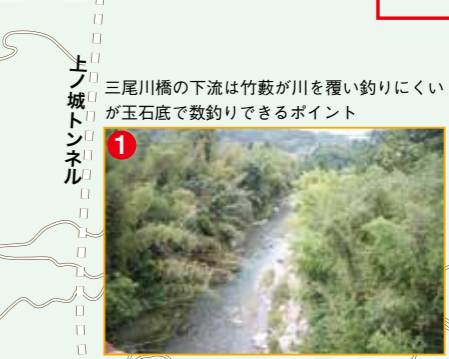 上ノ城トンネル
三尾川橋の下流は竹藪が川を覆い釣りにくい
が玉石底で数釣りできるポイント
1